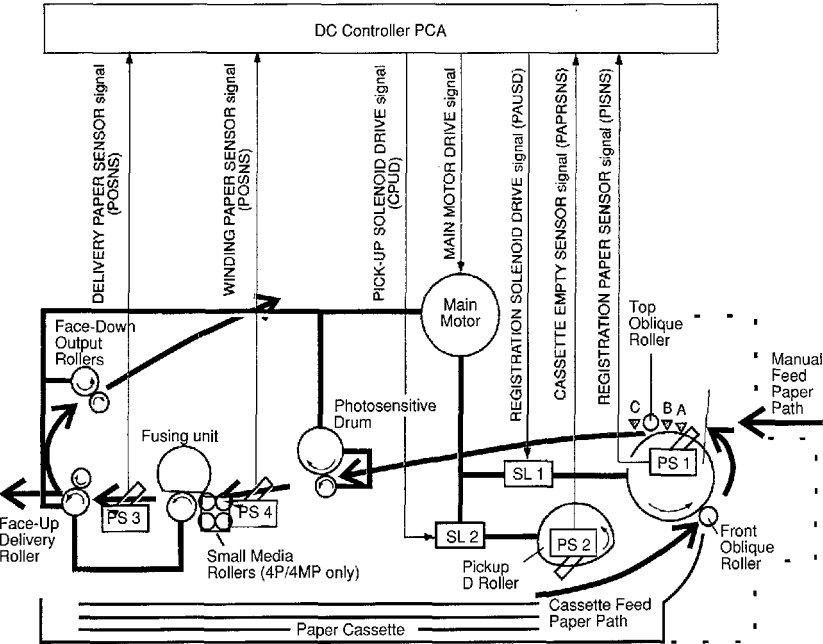 DC Controller PCA
DELIVERY PAPER SENSOR signal
(POSNS)
WINDING PAPER SENSOR signal
(POSNS)
PICK-UP SOLENOID DRIVE signal
(CPUD)
MAIN MOTOR DRIVE signal
REGISTRATION SOLENOID DRIVE signal (PAUSD)
CASSETTE EMPTY SENSOR signal (PAPRSNS)
REGISTRATION PAPER SENSOR signal (PISNS)
Main
Motor
Top
Oblique
Roller
Face-Down
Output
Rollers
Manual
Feed
Paper
Path
C B A
Photosensitive
Drum
Fusing unit
PS 1
SL 1
PS 3
PS 4
SL 2
PS 2
Face-Up
Delivery
Roller
Small Media
Rollers (4P/4MP only)
Pickup
D Roller
Front
Oblique
Roller
Cassette Feed
Paper Path
Paper Cassette